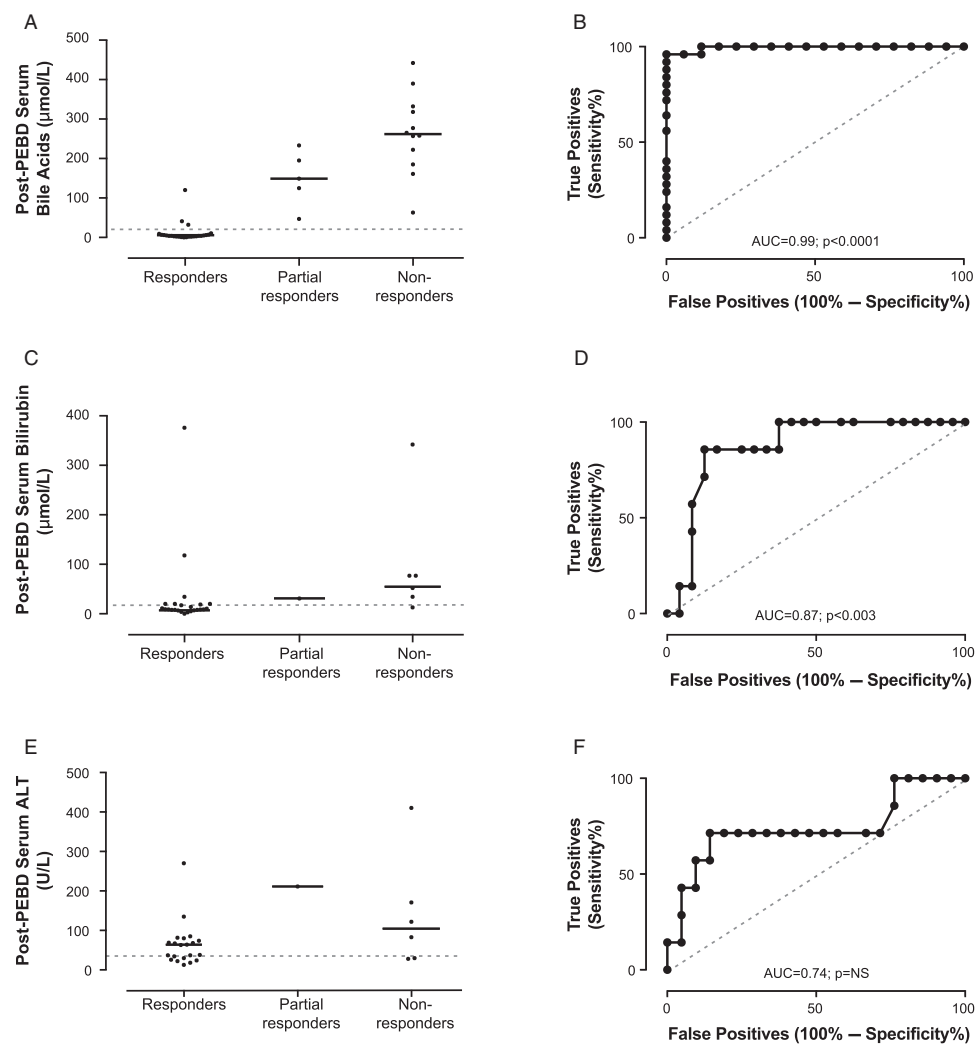 A
Post-PEBD Serum
Bile Acids (µmol/L)
500
400
300
200
100
0
Responders
Partial
responders
Non-
responders
B
True Positives
(Sensitivity%)
100
50
0
AUC=0.99; p<0.0001
0
50
100
False Positives (100% – Specificity%)
C
Post-PEBD Serum Bilirubin
(µmol/L)
400
300
200
100
0
Responders
Partial
responders
Non-
responders
D
True Positives
(Sensitivity%)
100
50
0
AUC=0.87; p<0.003
0
50
100
False Positives (100% – Specificity%)
E
Post-PEBD Serum ALT
(U/L)
500
400
300
200
100
0
Responders
Partial
responders
Non-
responders
F
True Positives
(Sensitivity%)
100
50
0
AUC=0.74; p=NS
0
50
100
False Positives (100% – Specificity%)